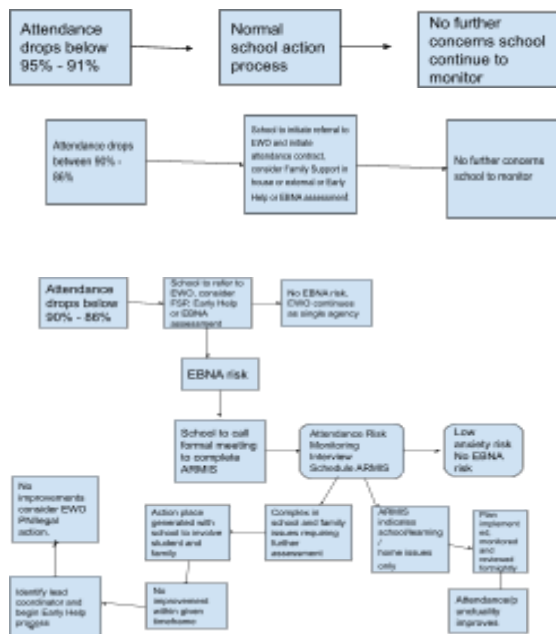 Attendance
drops below
95% - 91%
Normal
school action
process
No further
concerns school
continue to
monitor
Attendance drops
between 90% -
86%
School to initiate referral to
EWO and initiate
attendance contract,
consider Family Support in
house or external or Early
Help or EBNA assessment
No further concerns
school to monitor
Attendance
drops below
90% - 86%
School to refer to
EWO, consider
FSP, Early Help
or EBNA
assessment
No EBNA risk,
EWO continues
as single agency
EBNA risk
School to call
formal meeting
to complete
ARMIS
Attendance Risk
Monitoring
Interview
Schedule ARMIS
Low
anxiety risk
No EBNA
risk
No
improvements
consider EWO
PN/legal
action.
Action place
generated with
school to involve
student and
family
Complex in
school and family
issues requiring
further
assessment
ARMIS
indicates
school/learning
/
home issues
only
Plan
implement
ed,
monitored
and
reviewed
fortnightly
Identify lead
coordinator and
begin Early Help
process
No
improvement
within given
timeframe
Attendance/p
unctuality
improves